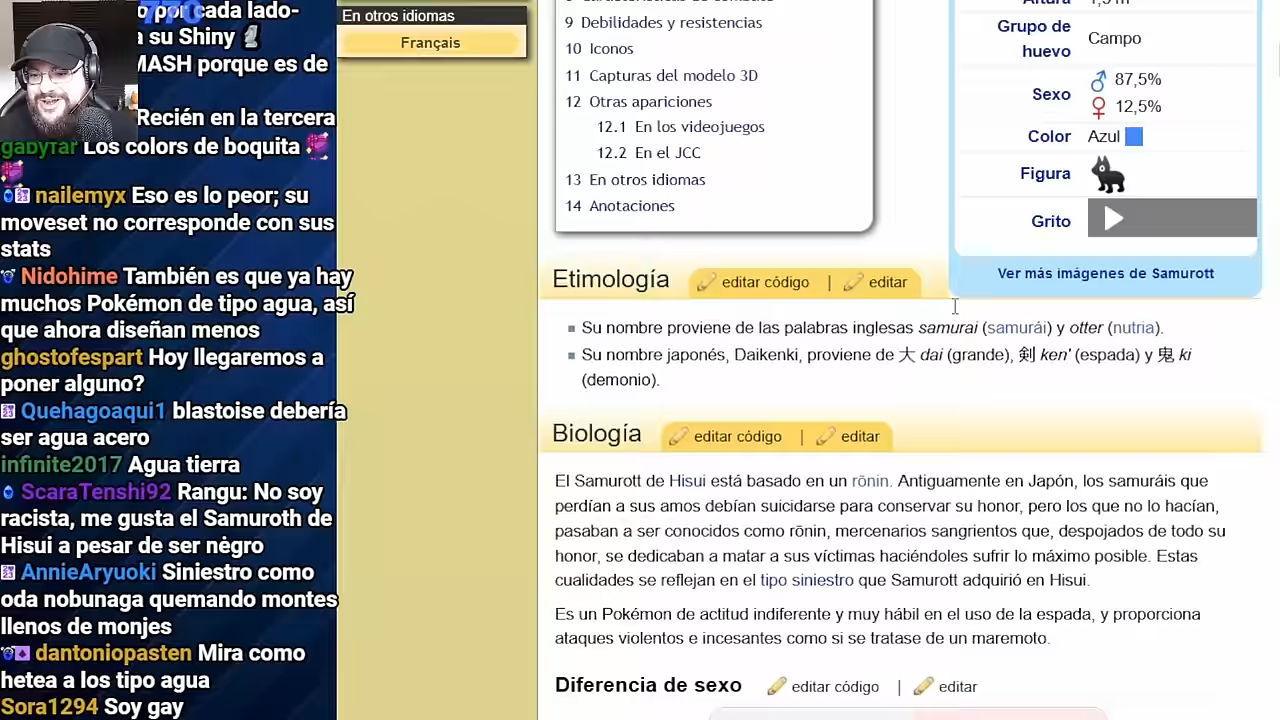 770
o por cada lado-
a su Shiny
MASH porque es de
Recién en la tercera
gabyfar Los colors de boquita
nailemyx Eso es lo peor; su
moveset no corresponde con sus
stats
Nidohime También es que ya hay
muchos Pokémon de tipo agua, así
que ahora diseñan menos
ghostofespart Hoy llegaremos a
poner alguno?
Quehagoaqui1 blastoise debería
ser agua acero
infinite2017 Agua tierra
ScaraTenshi92 Rangu: No soy
racista, me gusta el Samuroth de
Hisui a pesar de ser nėgro
AnnieAryuoki Siniestro como
oda nobunaga quemando montes
llenos de monjes
dantoniopasten Mira como
hetea a los tipo agua
Sora1294 Soy gay
En otros idiomas
Français
9 Debilidades y resistencias
10 Iconos
11 Capturas del modelo 3D
12 Otras apariciones
12.1 En los videojuegos
12.2 En el JCC
13 En otros idiomas
14 Anotaciones
Grupo de
huevo
Campo
Sexo
♂ 87,5%
♀ 12,5%
Color Azul
Figura
Grito
Ver más imágenes de Samurott
Etimología editar código | editar
Su nombre proviene de las palabras inglesas samurai (samurái) y otter (nutria).
Su nombre japonés, Daikenki, proviene de 大 dai (grande), 剣 ken' (espada) y 鬼 ki
(demonio).
Biología editar código | editar
El Samurott de Hisui está basado en un rōnin. Antiguamente en Japón, los samuráis que
perdían a sus amos debían suicidarse para conservar su honor, pero los que no lo hacían,
pasaban a ser conocidos como rōnin, mercenarios sangrientos que, despojados de todo su
honor, se dedicaban a matar a sus víctimas haciéndoles sufrir lo máximo posible. Estas
cualidades se reflejan en el tipo siniestro que Samurott adquirió en Hisui.
Es un Pokémon de actitud indiferente y muy hábil en el uso de la espada, y proporciona
ataques violentos e incesantes como si se tratase de un maremoto.
Diferencia de sexo editar código | editar